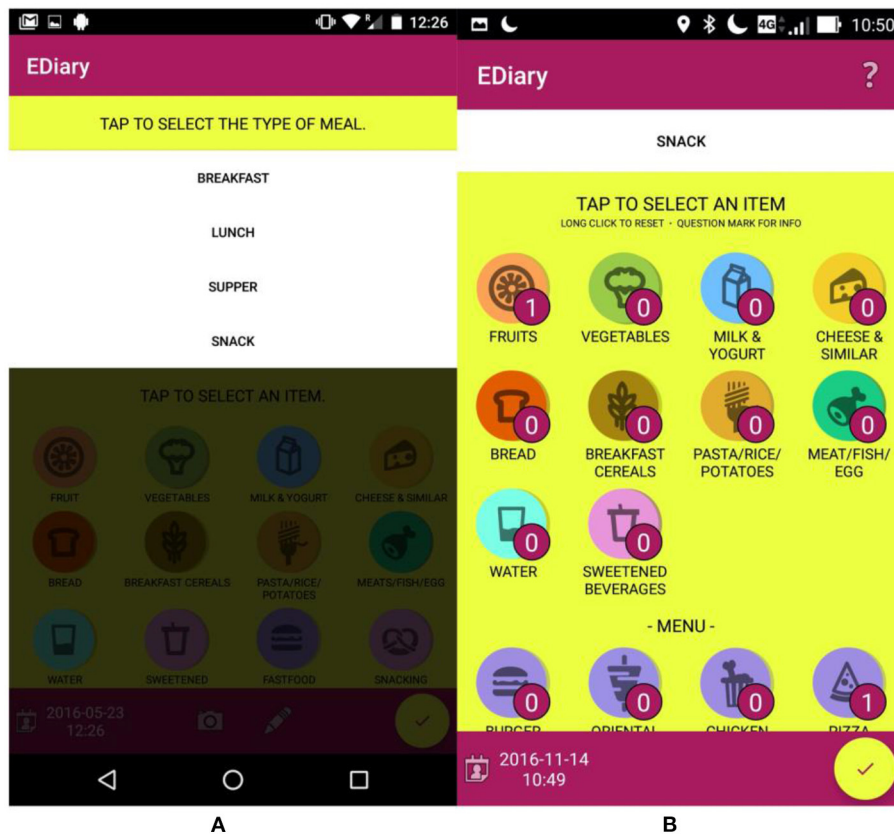 12:26
EDiary
TAP TO SELECT THE TYPE OF MEAL.
BREAKFAST
LUNCH
SUPPER
SNACK
TAP TO SELECT AN ITEM.
FRUIT VEGETABLES MILK & YOGURT CHEESE & SIMILAR
BREAD BREAKFAST CEREALS PASTA/RICE/ MEATS/FISH/EGG
POTATOES
WATER SWEETENED FASTFOOD SNACKING
2016-05-23
12:26
A
R
4G 10:50
EDiary ?
SNACK
TAP TO SELECT AN ITEM
LONG CLICK TO RESET - QUESTION MARK FOR INFO
1 0 0 0
FRUITS VEGETABLES MILK & CHEESE &
YOGURT SIMILAR
0 0 0 0
BREAD BREAKFAST PASTA/RICE/ MEAT/FISH/
CEREALS POTATOES EGG
0 0
WATER SWEETENED
BEVERAGES
- MENU -
0 0 0 1
BURGER ORIENTAL CHICKEN PIZZA
2016-11-14
10:49
B